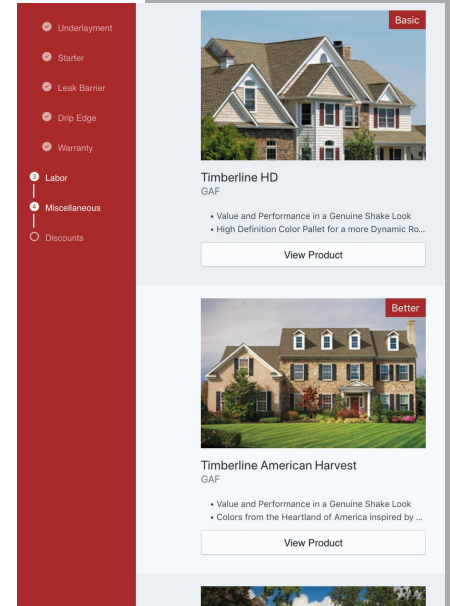 Underlayment
Starter
Leak Barrier
Drip Edge
Warranty
3 Labor
4 Miscellaneous
Discounts
Basic
Timberline HD
GAF
• Value and Performance in a Genuine Shake Look
• High Definition Color Pallet for a more Dynamic Ro...
View Product
Better
Timberline American Harvest
GAF
• Value and Performance in a Genuine Shake Look
• Colors from the Heartland of America inspired by ...
View Product